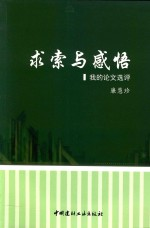 求索与感悟
我的论文选评
康惠珍
中国建材工业出版社